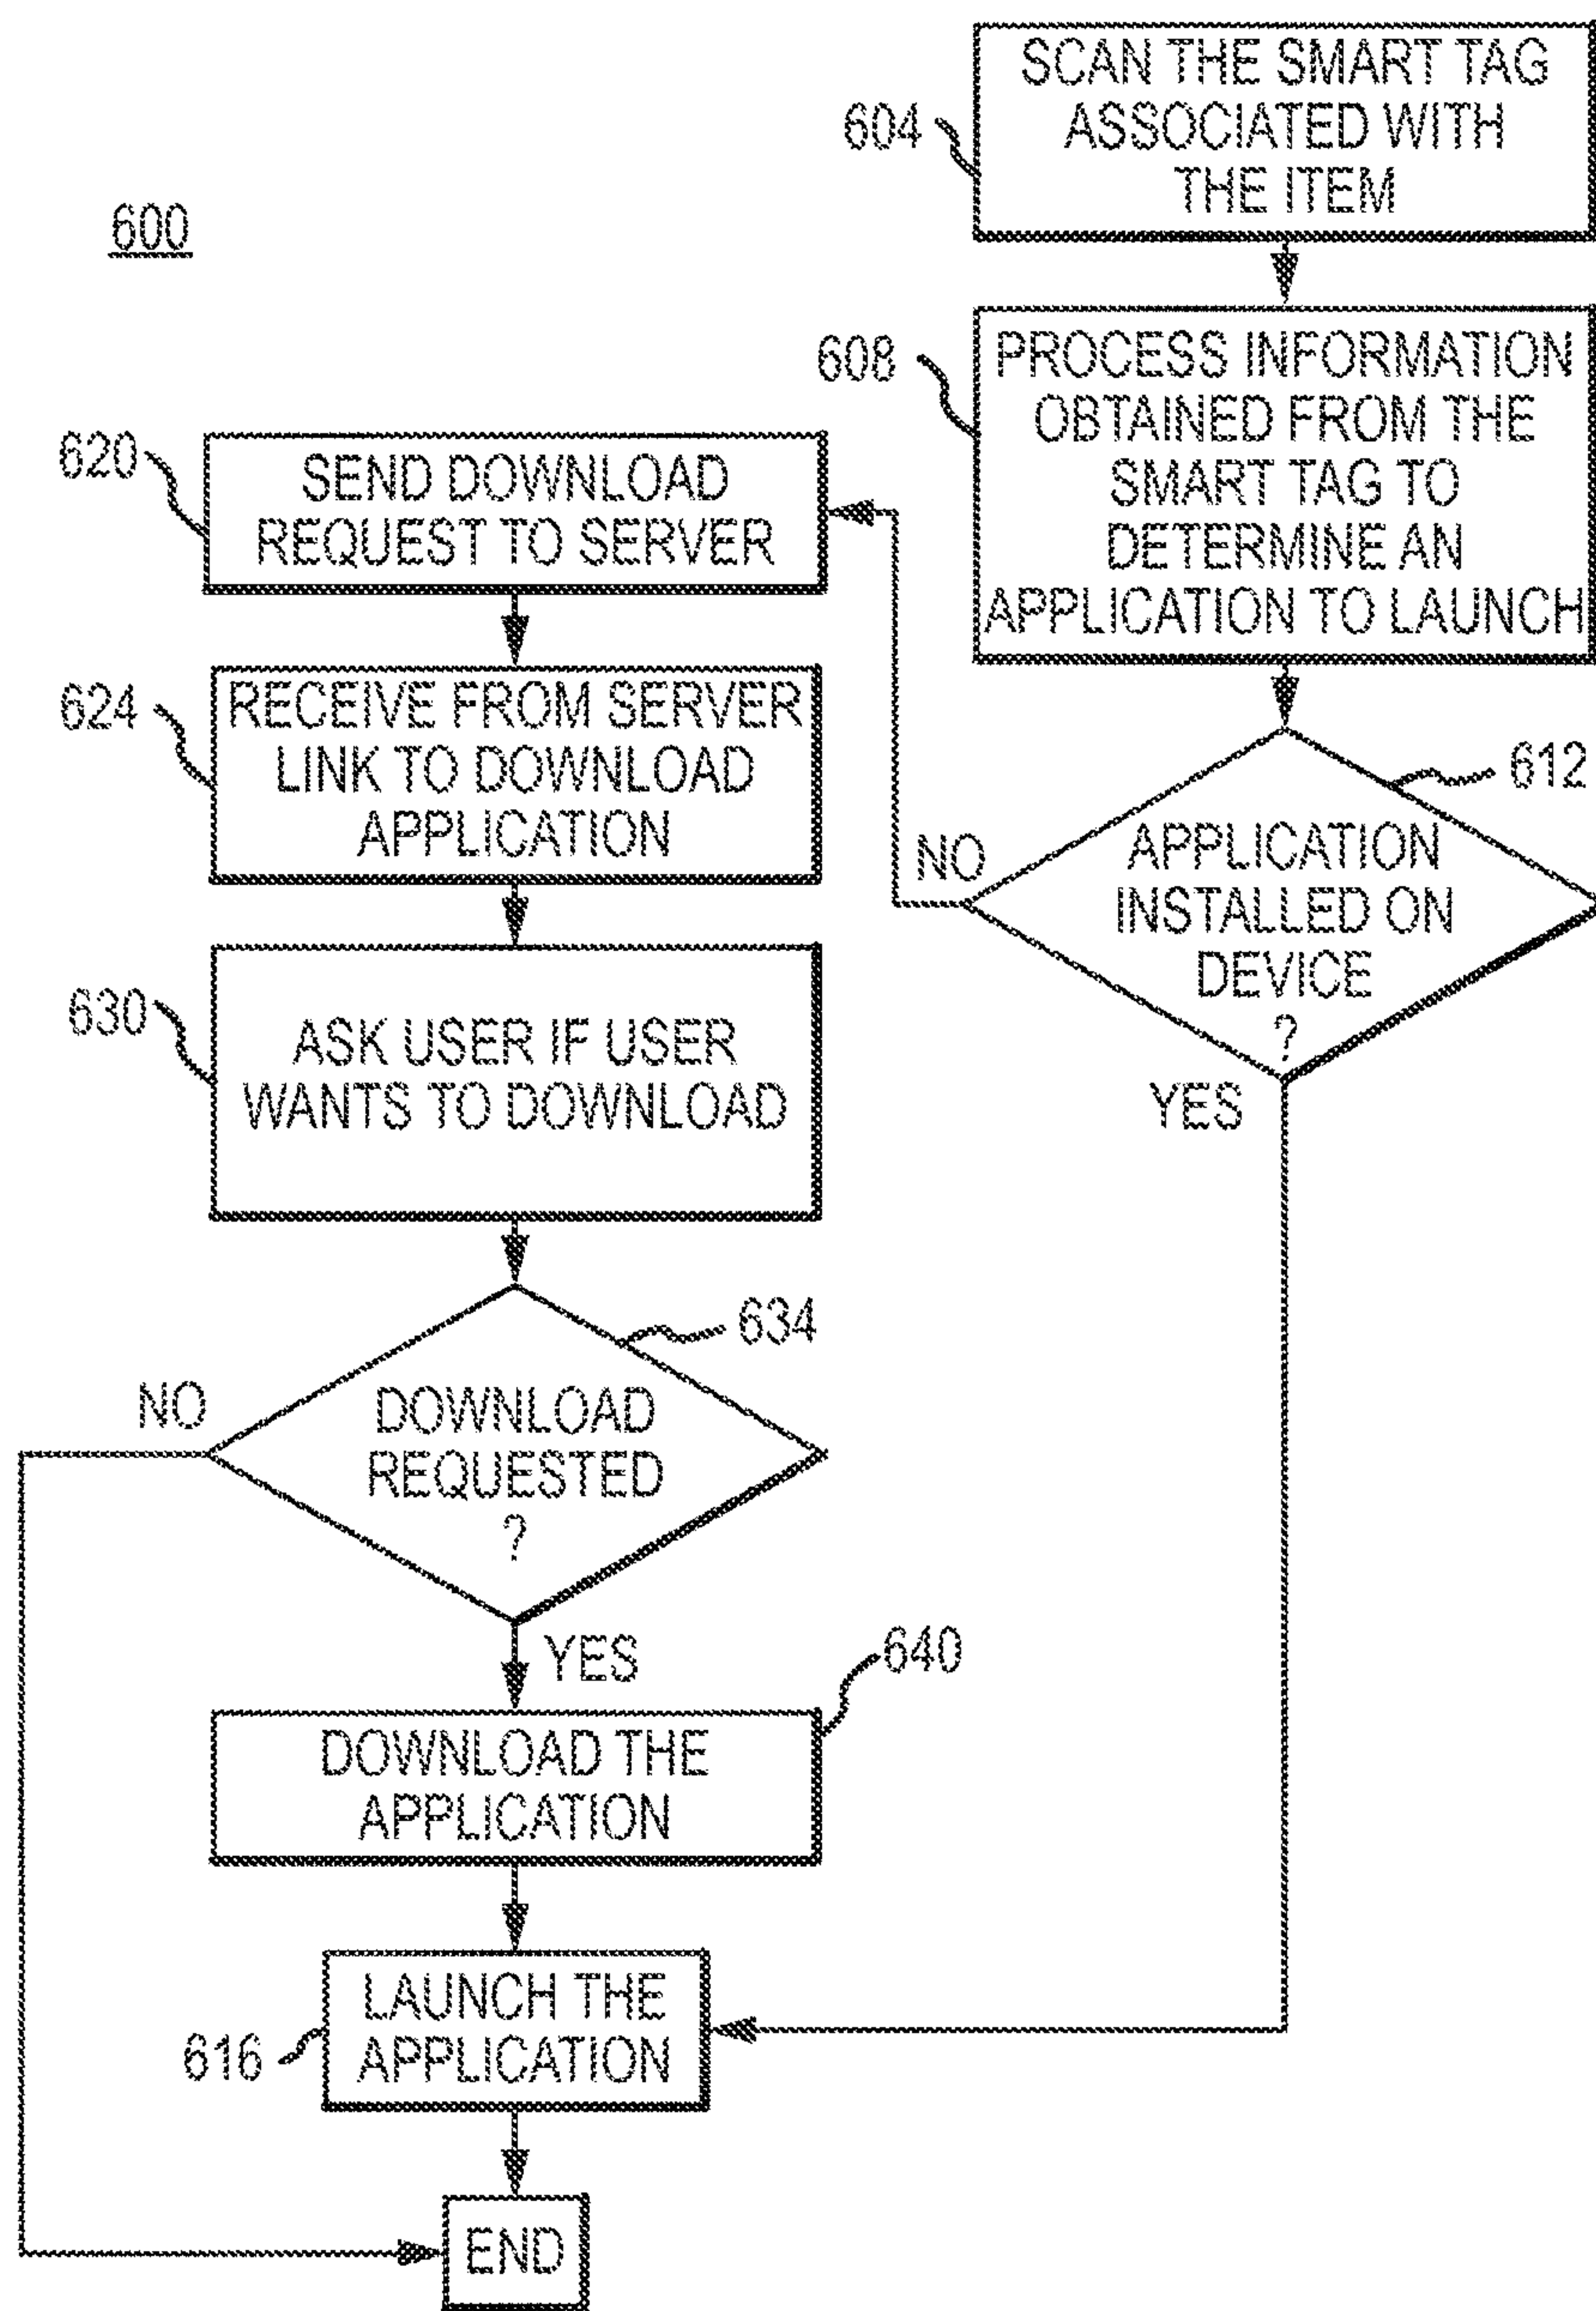 600
604
SCAN THE SMART TAG
ASSOCIATED WITH
THE ITEM
608
PROCESS INFORMATION
OBTAINED FROM THE
SMART TAG TO
DETERMINE AN
APPLICATION TO LAUNCH
612
APPLICATION
INSTALLED ON
DEVICE
?
NO
YES
620
SEND DOWNLOAD
REQUEST TO SERVER
624
RECEIVE FROM SERVER
LINK TO DOWNLOAD
APPLICATION
630
ASK USER IF USER
WANTS TO DOWNLOAD
634
DOWNLOAD
REQUESTED
?
NO
YES
640
DOWNLOAD THE
APPLICATION
616
LAUNCH THE
APPLICATION
END